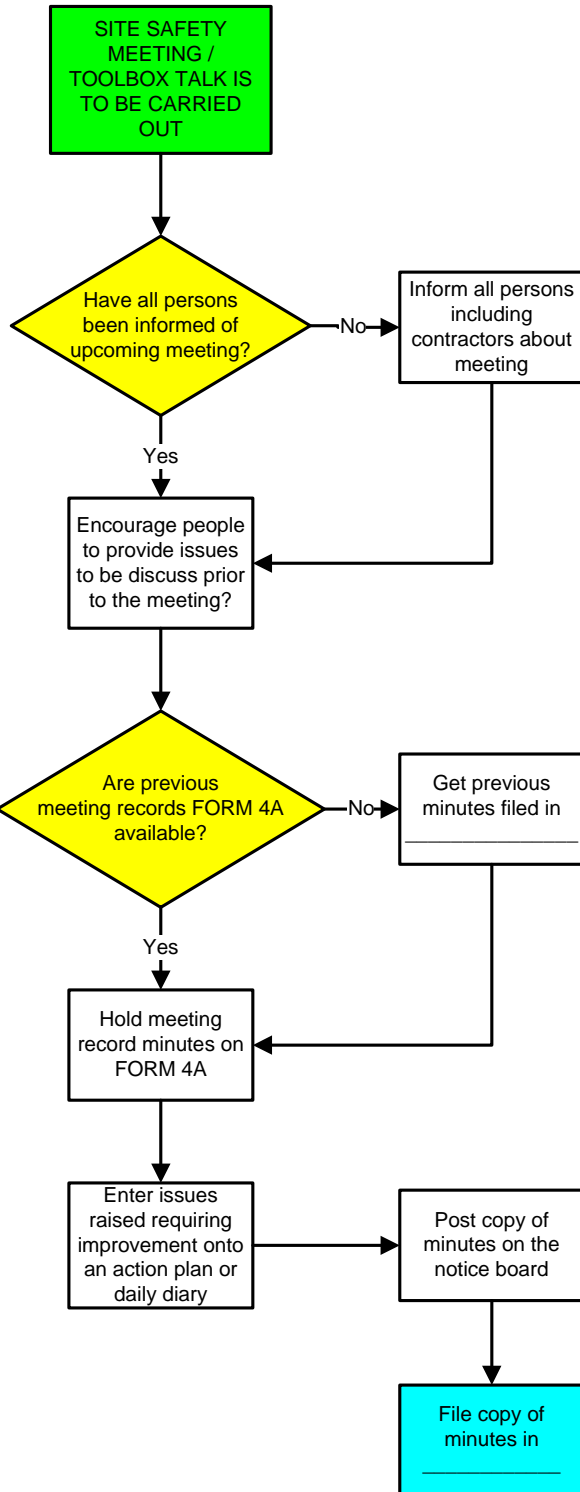 SITE SAFETY
MEETING /
TOOLBOX TALK IS
TO BE CARRIED
OUT
Have all persons
been informed of
upcoming meeting?
No
Inform all persons
including
contractors about
meeting
Yes
Encourage people
to provide issues
to be discuss prior
to the meeting?
Are previous
meeting records FORM 4A
available?
No
Get previous
minutes filed in
_______________
Yes
Hold meeting
record minutes on
FORM 4A
Enter issues
raised requiring
improvement onto
an action plan or
daily diary
Post copy of
minutes on the
notice board
File copy of
minutes in
____________